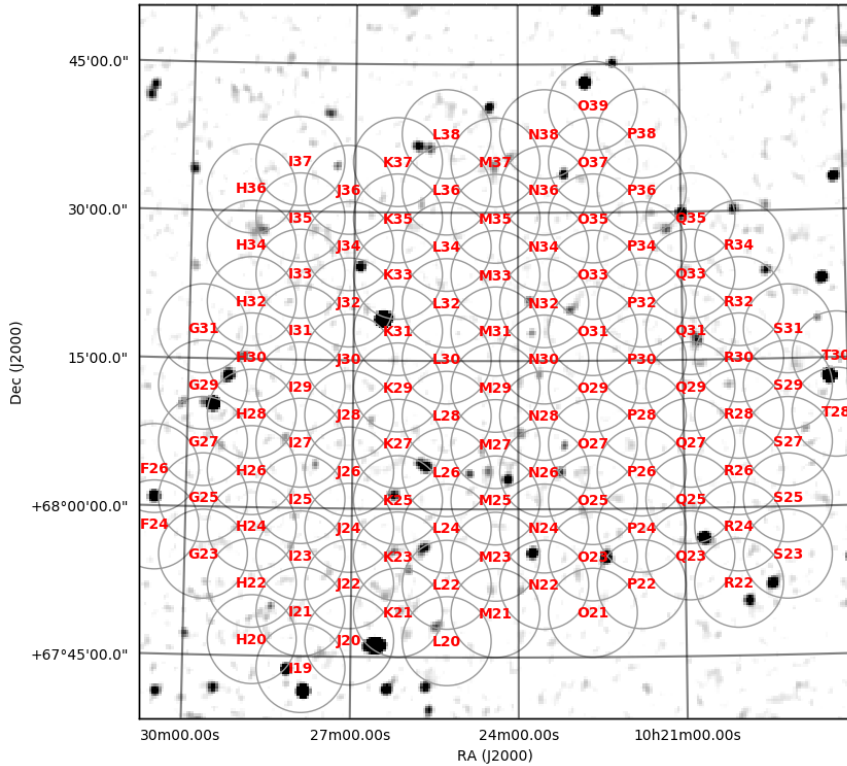 O39
45'00.0"
L38 N38 P38
I37 K37 M37 O37
H36 J36 L36 N36 P36
30'00.0"
I35 K35 M35 O35 Q35
H34 J34 L34 N34 P34 R34
I33 K33 M33 O33 Q33
H32 J32 L32 N32 P32 R32
G31 I31 K31 M31 O31 Q31 S31
15'00.0"
H30 J30 L30 N30 P30 R30 T30
G29 I29 K29 M29 O29 Q29 S29
H28 J28 L28 N28 P28 R28 T28
G27 I27 K27 M27 O27 Q27 S27
F26 H26 J26 L26 N26 P26 R26
+68°00'00.0"
G25 I25 K25 M25 O25 Q25 S25
F24 H24 J24 L24 N24 P24 R24
G23 I23 K23 M23 O23 Q23 S23
H22 J22 L22 N22 P22 R22
I21 K21 M21 O21
+67°45'00.0"
H20 J20 L20
I19
Dec (J2000)
30m00.00s 27m00.00s 24m00.00s 10h21m00.00s
RA (J2000)